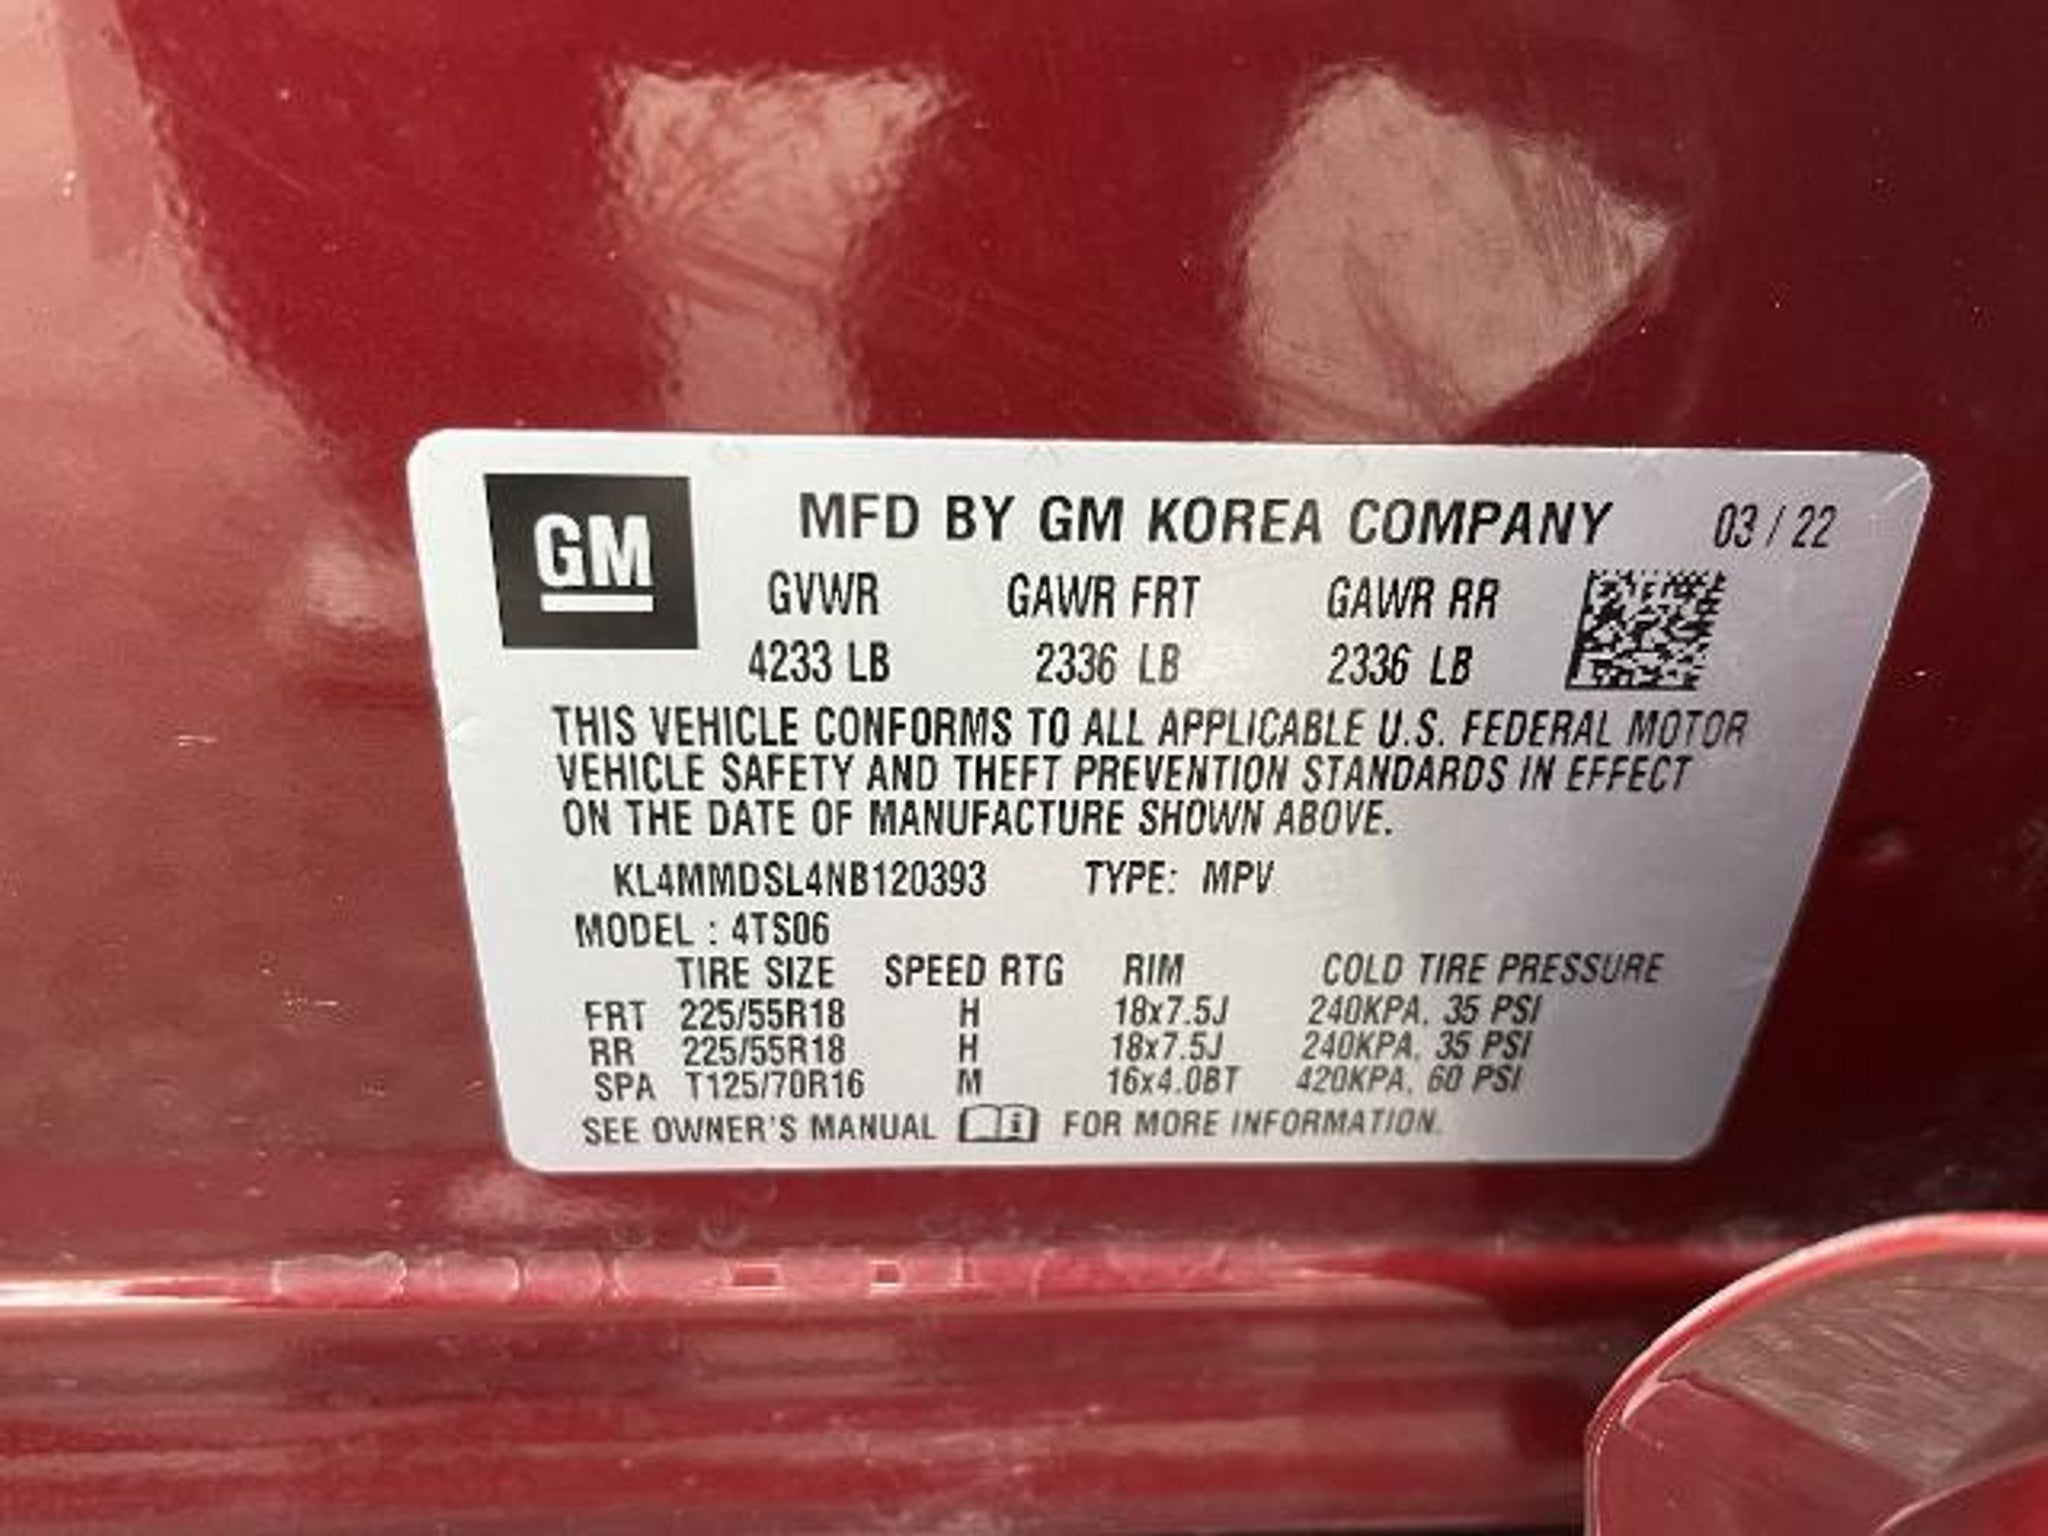 GM
MFD BY GM KOREA COMPANY 03 / 22
GVWR GAWR FRT GAWR RR
4233 LB 2336 LB 2336 LB
THIS VEHICLE CONFORMS TO ALL APPLICABLE U.S. FEDERAL MOTOR
VEHICLE SAFETY AND THEFT PREVENTION STANDARDS IN EFFECT
ON THE DATE OF MANUFACTURE SHOWN ABOVE.
KL4MMDSL4NB120393 TYPE: MPV
MODEL : 4TS06
TIRE SIZE SPEED RTG RIM COLD TIRE PRESSURE
FRT 225/55R18 H 18x7.5J 240KPA, 35 PSI
RR 225/55R18 H 18x7.5J 240KPA, 35 PSI
SPA T125/70R16 M 16x4.0BT 420KPA, 60 PSI
SEE OWNER'S MANUAL FOR MORE INFORMATION.